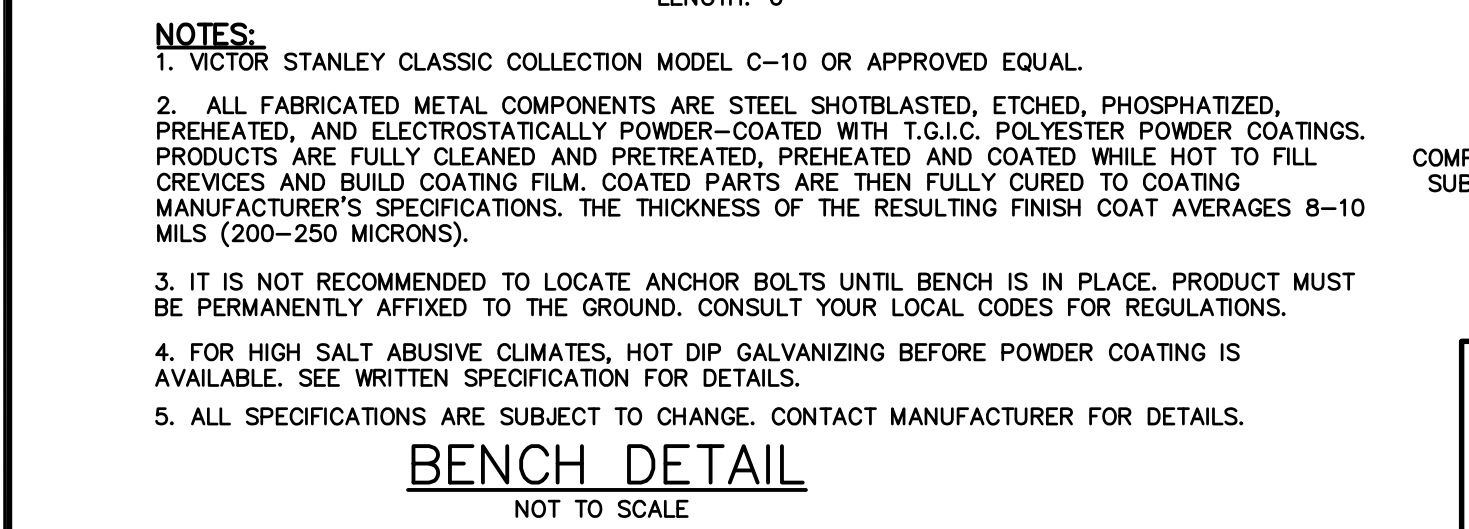 NOTES:
1. VICTOR STANLEY CLASSIC COLLECTION MODEL C–10 OR APPROVED EQUAL.
2. ALL FABRICATED METAL COMPONENTS ARE STEEL SHOTBLASTED, ETCHED, PHOSPHATIZED,
PREHEATED, AND ELECTROSTATICALLY POWDER–COATED WITH T.G.I.C. POLYESTER POWDER COATINGS.
PRODUCTS ARE FULLY CLEANED AND PRETREATED, PREHEATED AND COATED WHILE HOT TO FILL
CREVICES AND BUILD COATING FILM. COATED PARTS ARE THEN FULLY CURED TO COATING
MANUFACTURER'S SPECIFICATIONS. THE THICKNESS OF THE RESULTING FINISH COAT AVERAGES 8–10
MILS (200–250 MICRONS).
3. IT IS NOT RECOMMENDED TO LOCATE ANCHOR BOLTS UNTIL BENCH IS IN PLACE. PRODUCT MUST
BE PERMANENTLY AFFIXED TO THE GROUND. CONSULT YOUR LOCAL CODES FOR REGULATIONS.
4. FOR HIGH SALT ABUSIVE CLIMATES, HOT DIP GALVANIZING BEFORE POWDER COATING IS
AVAILABLE. SEE WRITTEN SPECIFICATION FOR DETAILS.
5. ALL SPECIFICATIONS ARE SUBJECT TO CHANGE. CONTACT MANUFACTURER FOR DETAILS.
BENCH DETAIL
NOT TO SCALE